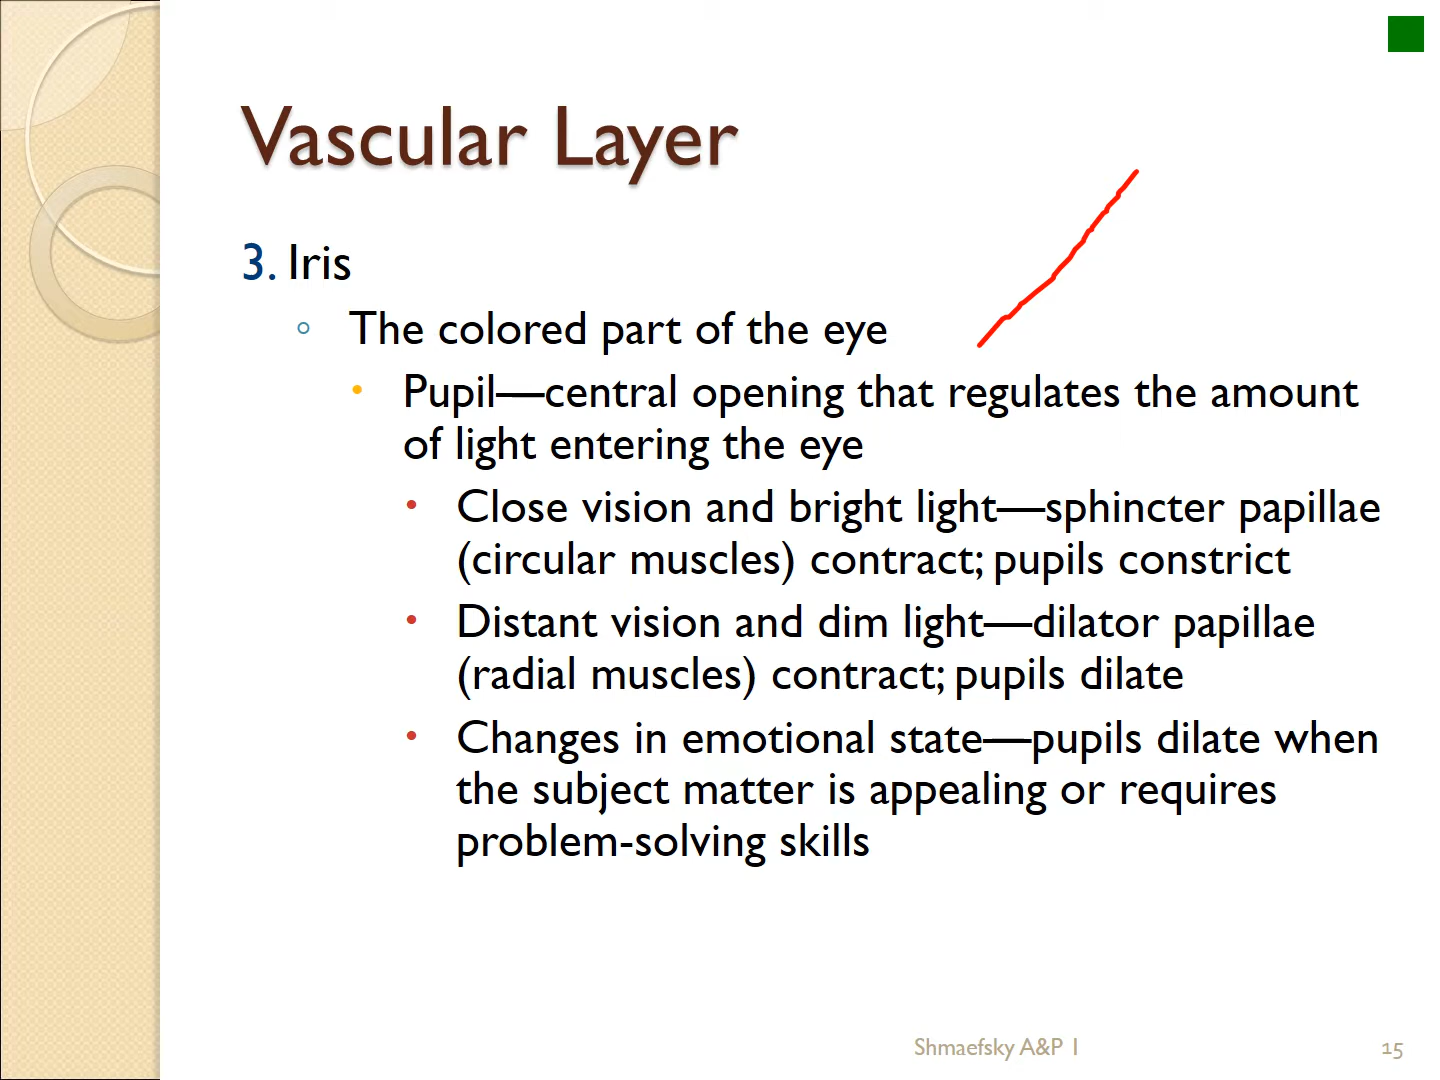 Vascular Layer
3. Iris
The colored part of the eye
Pupil—central opening that regulates the amount
of light entering the eye
Close vision and bright light—sphincter papillae
(circular muscles) contract; pupils constrict
Distant vision and dim light—dilator papillae
(radial muscles) contract; pupils dilate
Changes in emotional state—pupils dilate when
the subject matter is appealing or requires
problem-solving skills
Shmaefsky A&P 1
15